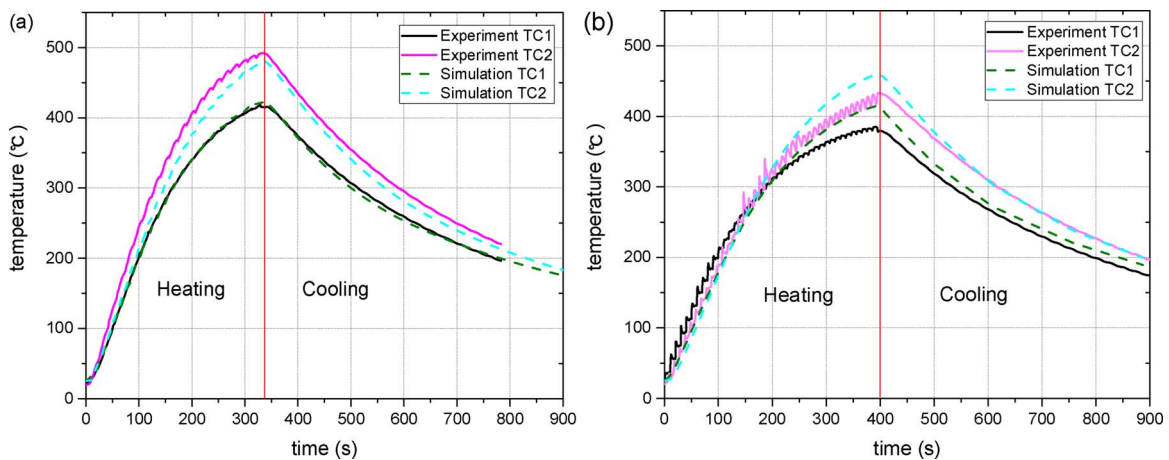 (a)
500
400
300
200
100
0
temperature (℃)
0 100 200 300 400 500 600 700 800 900
time (s)
Experiment TC1
Experiment TC2
Simulation TC1
Simulation TC2
Heating
Cooling
(b)
500
400
300
200
100
0
temperature (℃)
0 100 200 300 400 500 600 700 800 900
time (s)
Experiment TC1
Experiment TC2
Simulation TC1
Simulation TC2
Heating
Cooling